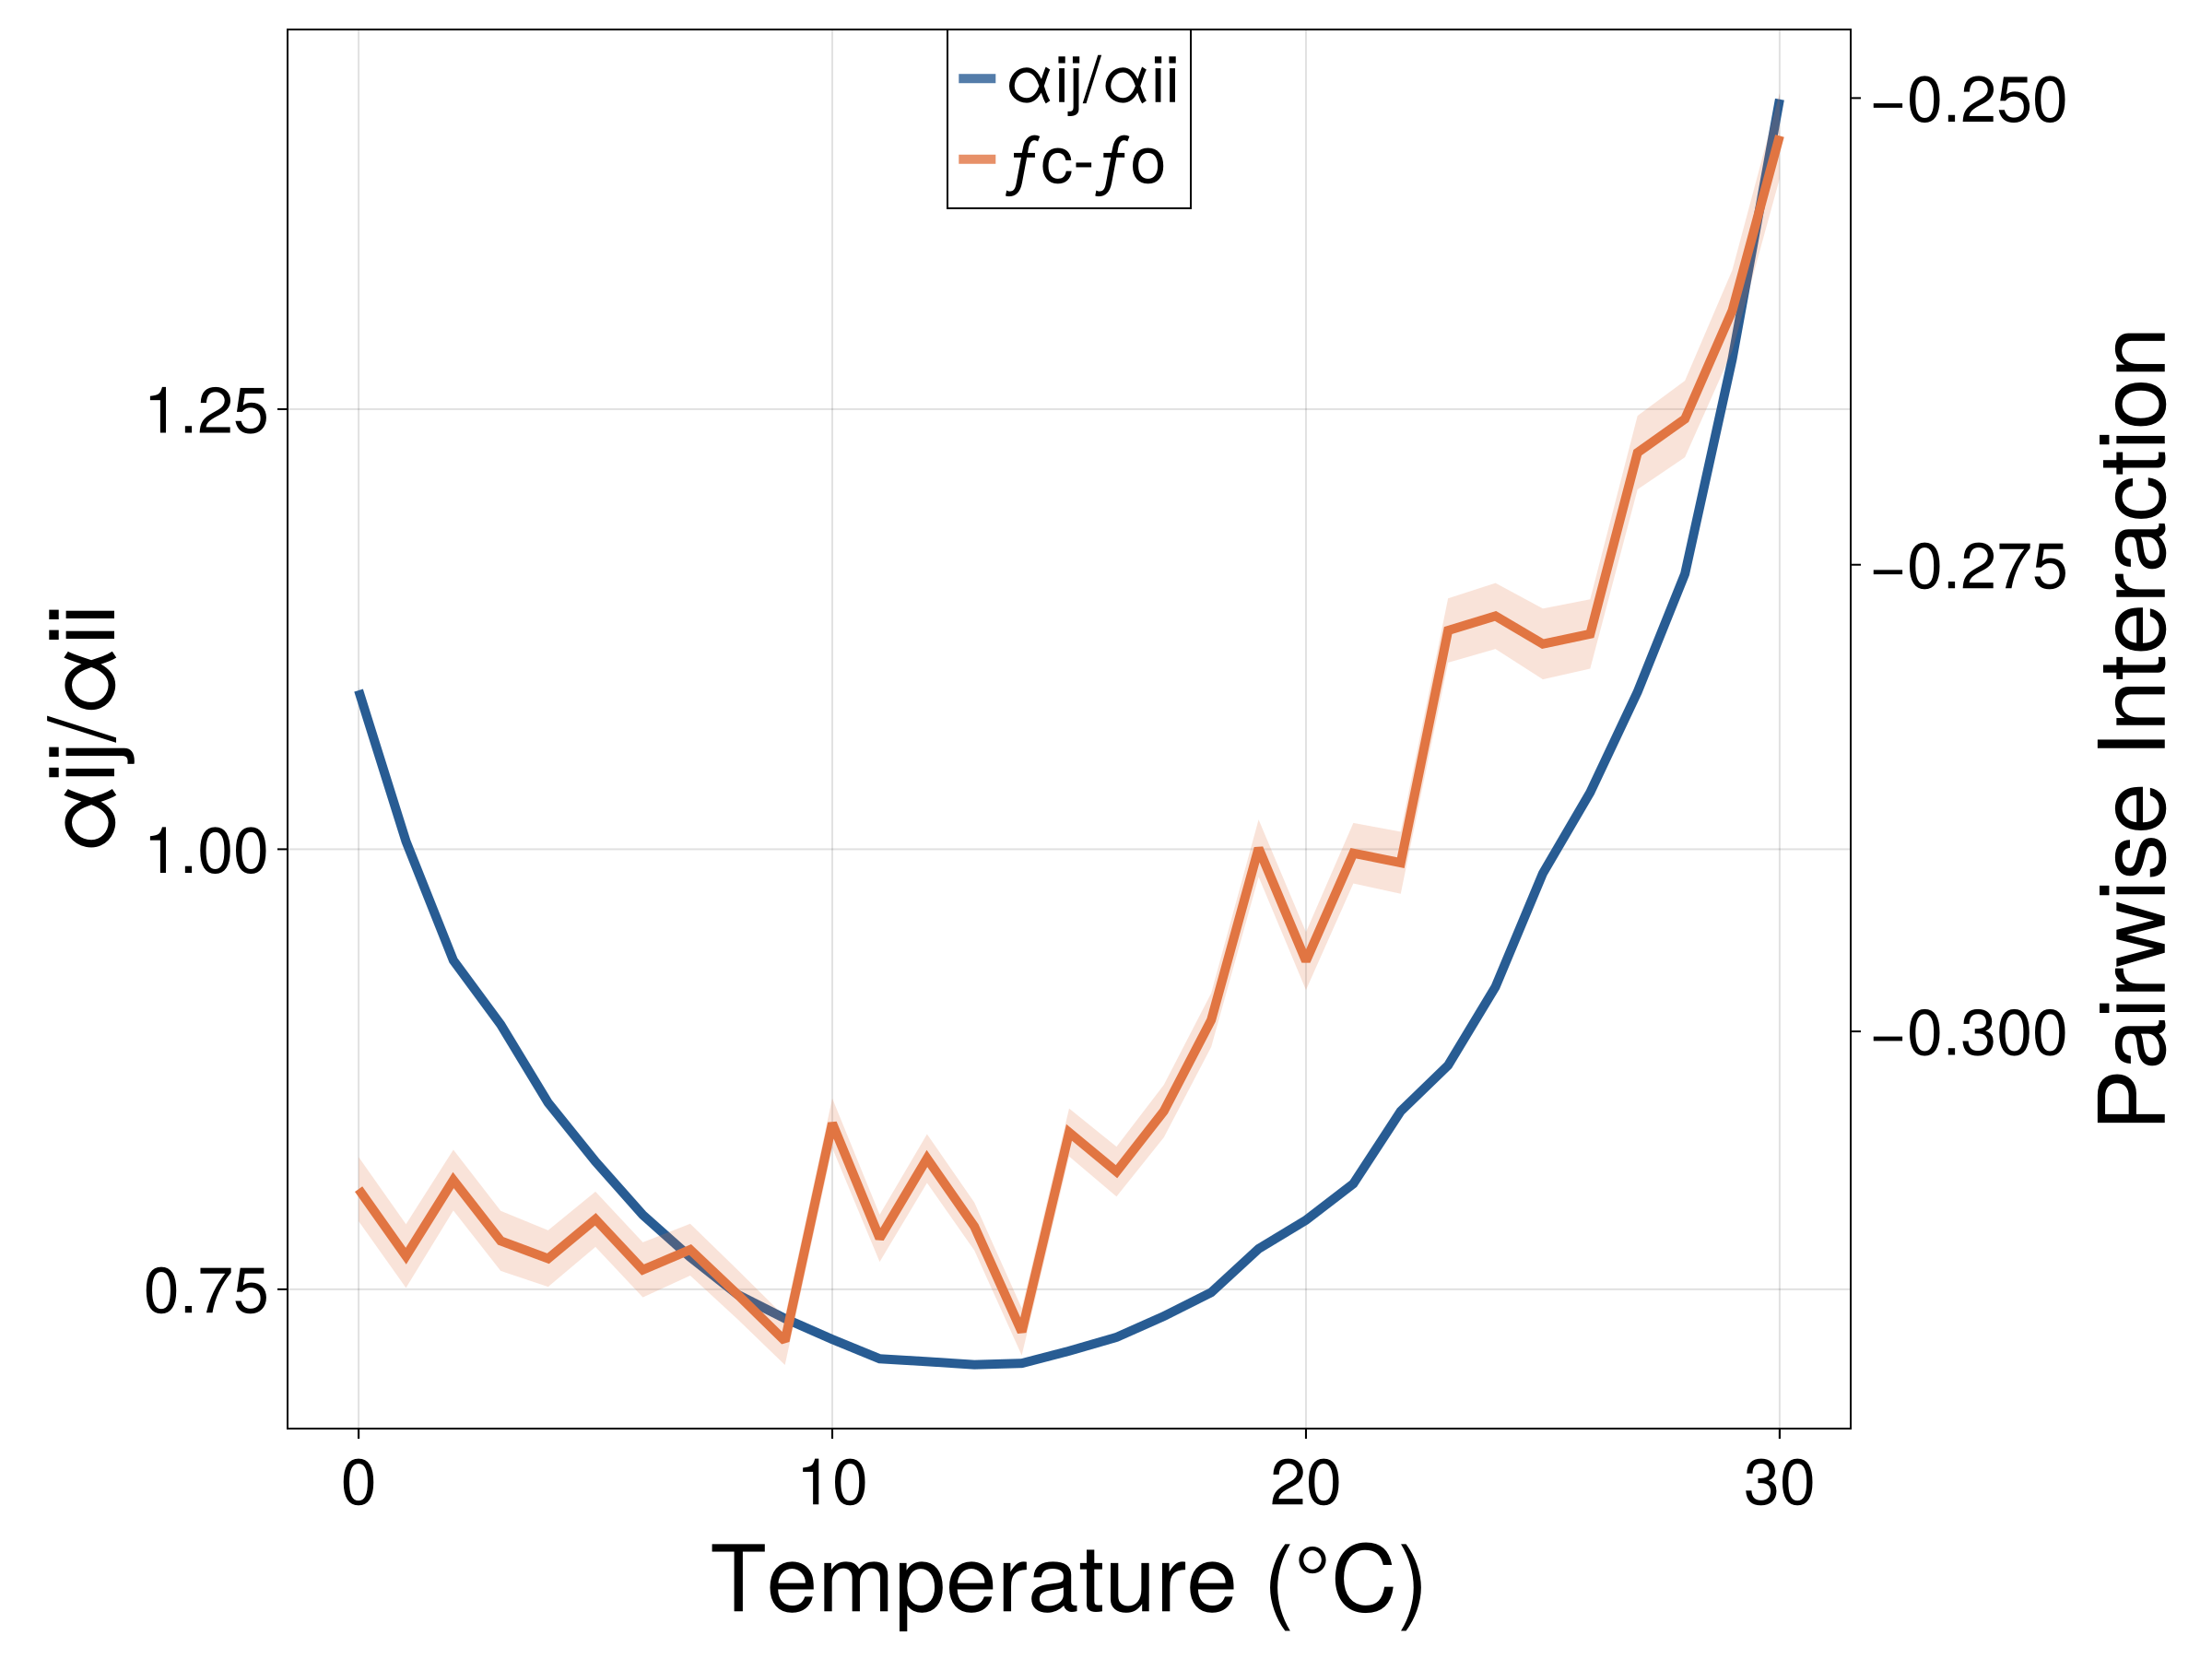 αij/αii
ƒc-ƒo
αij/αii
1.25
1.00
0.75
−0.250
−0.275
−0.300
Pairwise Interaction
0 10 20 30
Temperature (°C)